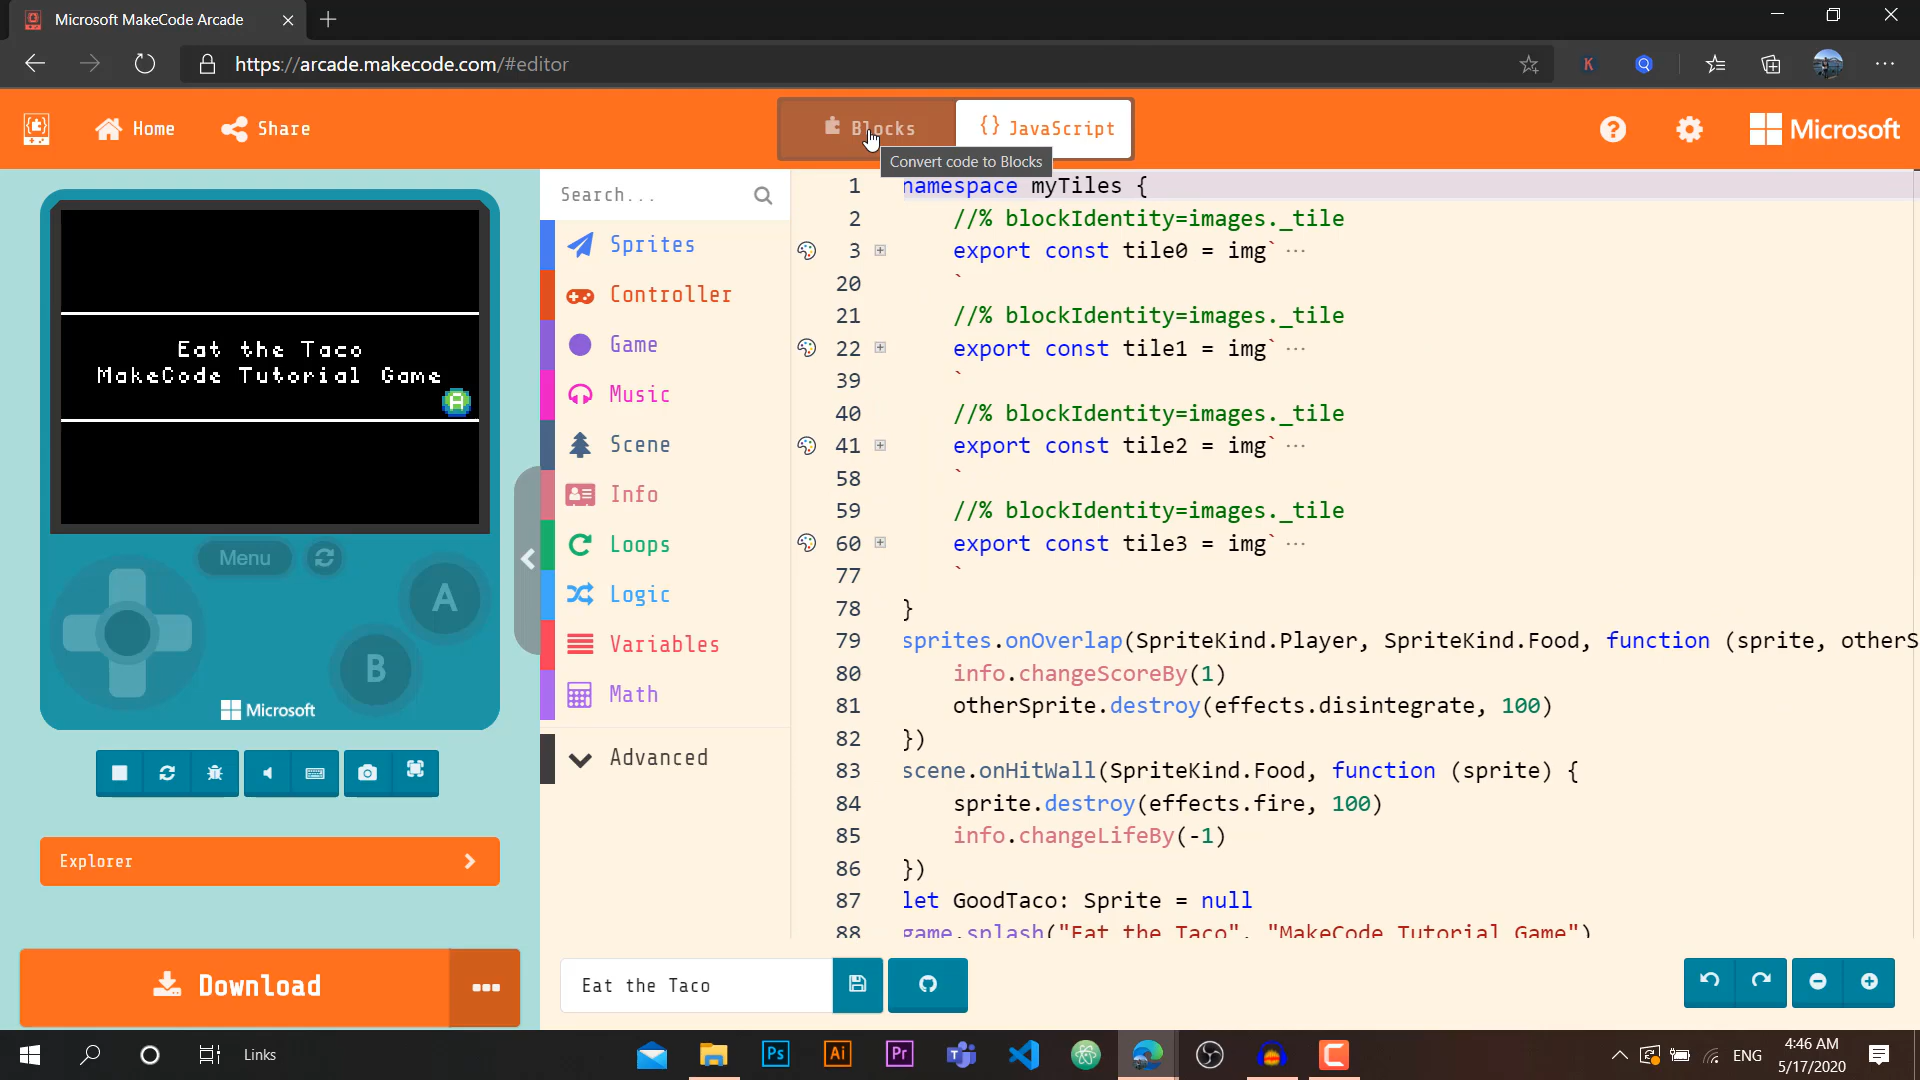 Microsoft MakeCode Arcade
https://arcade.makecode.com/#editor
Home
Share
Blocks
{} JavaScript
Microsoft
Convert code to Blocks
Eat the Taco
MakeCode Tutorial Game
A
Menu
A
B
Microsoft
Explorer
Download
Search...
Sprites
Controller
Game
Music
Scene
Info
Loops
Logic
Variables
Math
Advanced
1 namespace myTiles {
2 //% blockIdentity=images._tile
3 export const tile0 = img` ···
20 `
21 //% blockIdentity=images._tile
22 export const tile1 = img` ···
39 `
40 //% blockIdentity=images._tile
41 export const tile2 = img` ···
58 `
59 //% blockIdentity=images._tile
60 export const tile3 = img` ···
77 `
78 }
79 sprites.onOverlap(SpriteKind.Player, SpriteKind.Food, function (sprite, otherS
80 info.changeScoreBy(1)
81 otherSprite.destroy(effects.disintegrate, 100)
82 })
83 scene.onHitWall(SpriteKind.Food, function (sprite) {
84 sprite.destroy(effects.fire, 100)
85 info.changeLifeBy(-1)
86 })
87 let GoodTaco: Sprite = null
88 game.splash("Eat the Taco", "MakeCode Tutorial Game")
Eat the Taco
Links
Ps
Ai
Pr
ENG
4:46 AM
5/17/2020